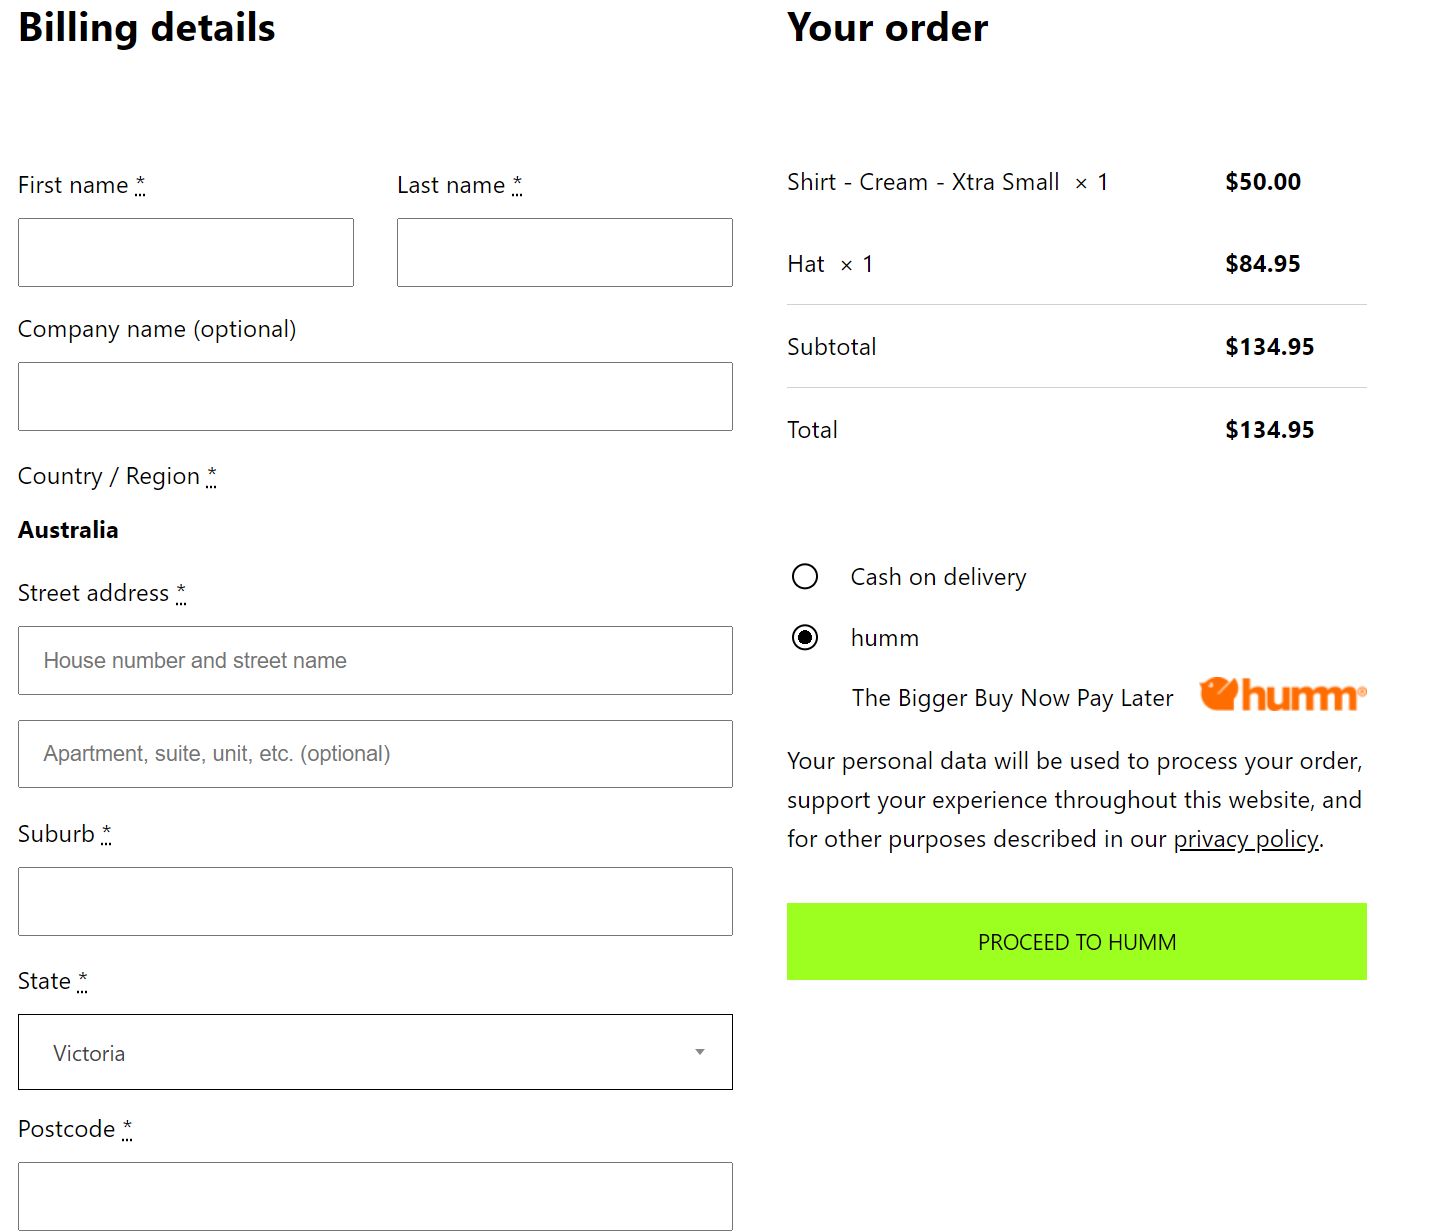 Billing details
First name *
Last name *
Company name (optional)
Country / Region *
Australia
Street address *
House number and street name
Apartment, suite, unit, etc. (optional)
Suburb *
State *
Victoria
Postcode *
Your order
Shirt - Cream - Xtra Small × 1 $50.00
Hat × 1 $84.95
Subtotal $134.95
Total $134.95
Cash on delivery
humm
The Bigger Buy Now Pay Later humm®
Your personal data will be used to process your order,
support your experience throughout this website, and
for other purposes described in our privacy policy.
PROCEED TO HUMM